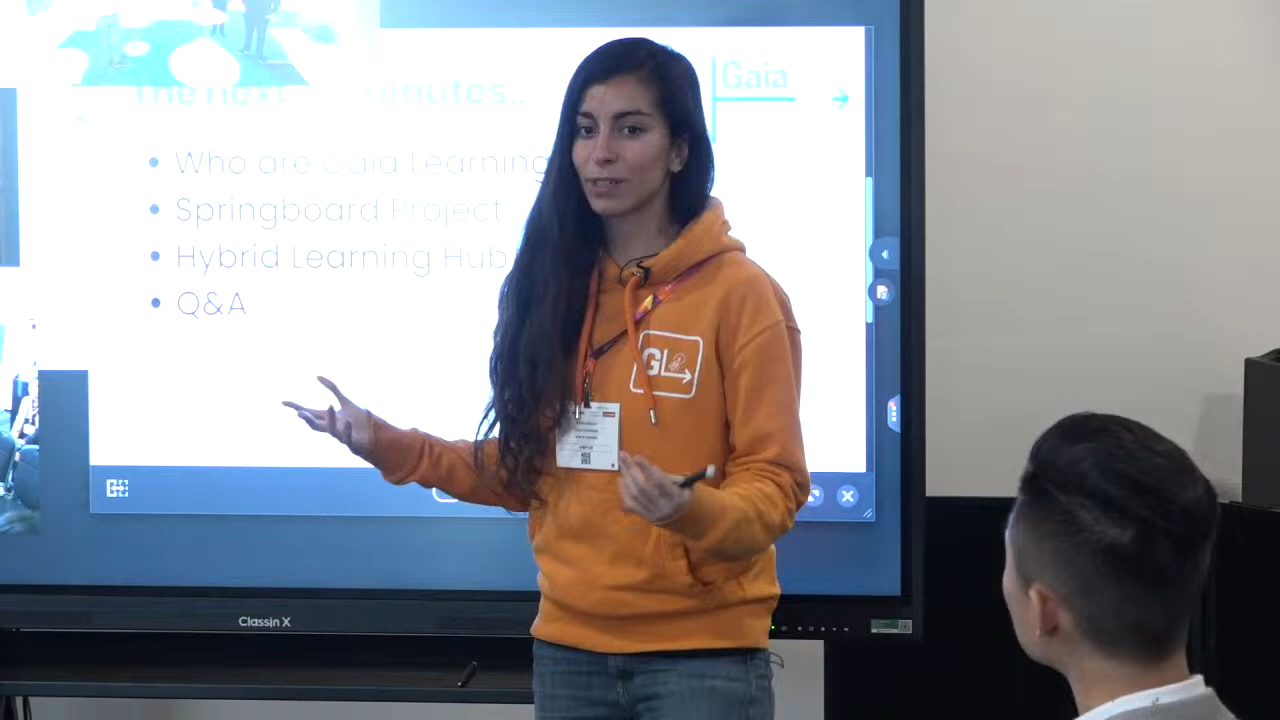 Gaia
The next minutes...
• Who are Gaia Learning
• Springboard Project
• Hybrid Learning Hub
• Q&A
GL
ClassIn X